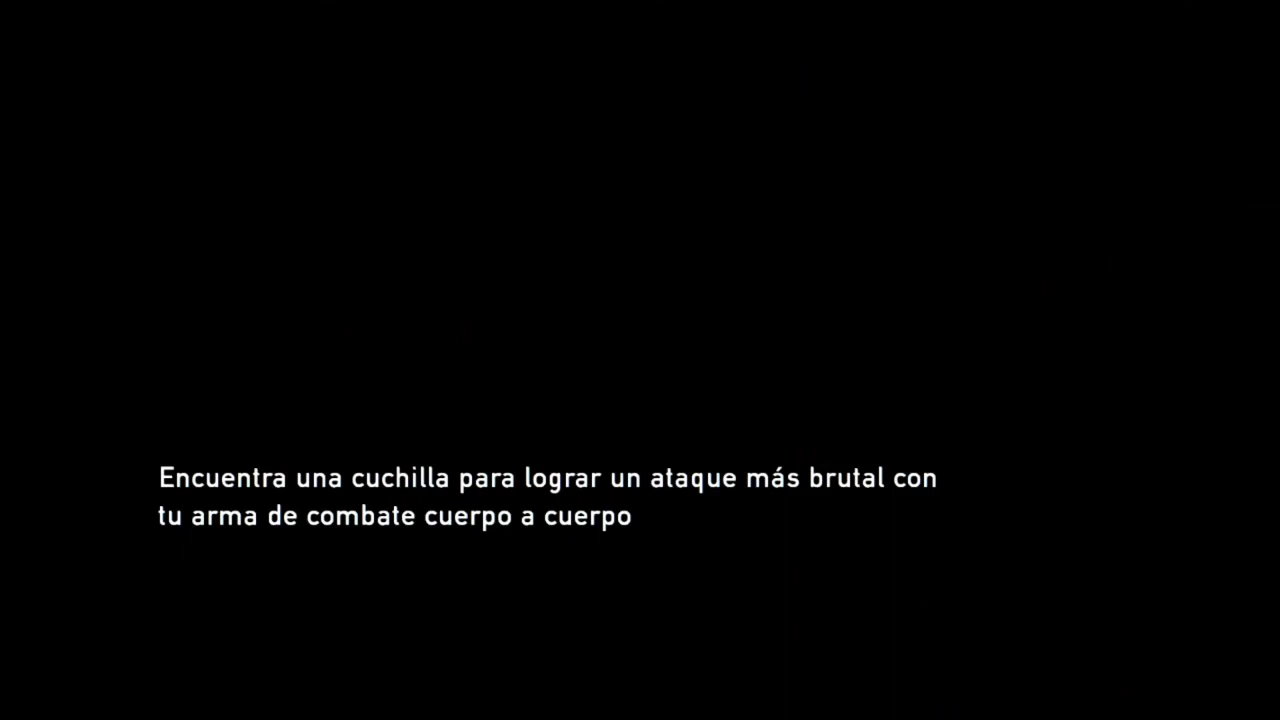 Encuentra una cuchilla para lograr un ataque más brutal con
tu arma de combate cuerpo a cuerpo